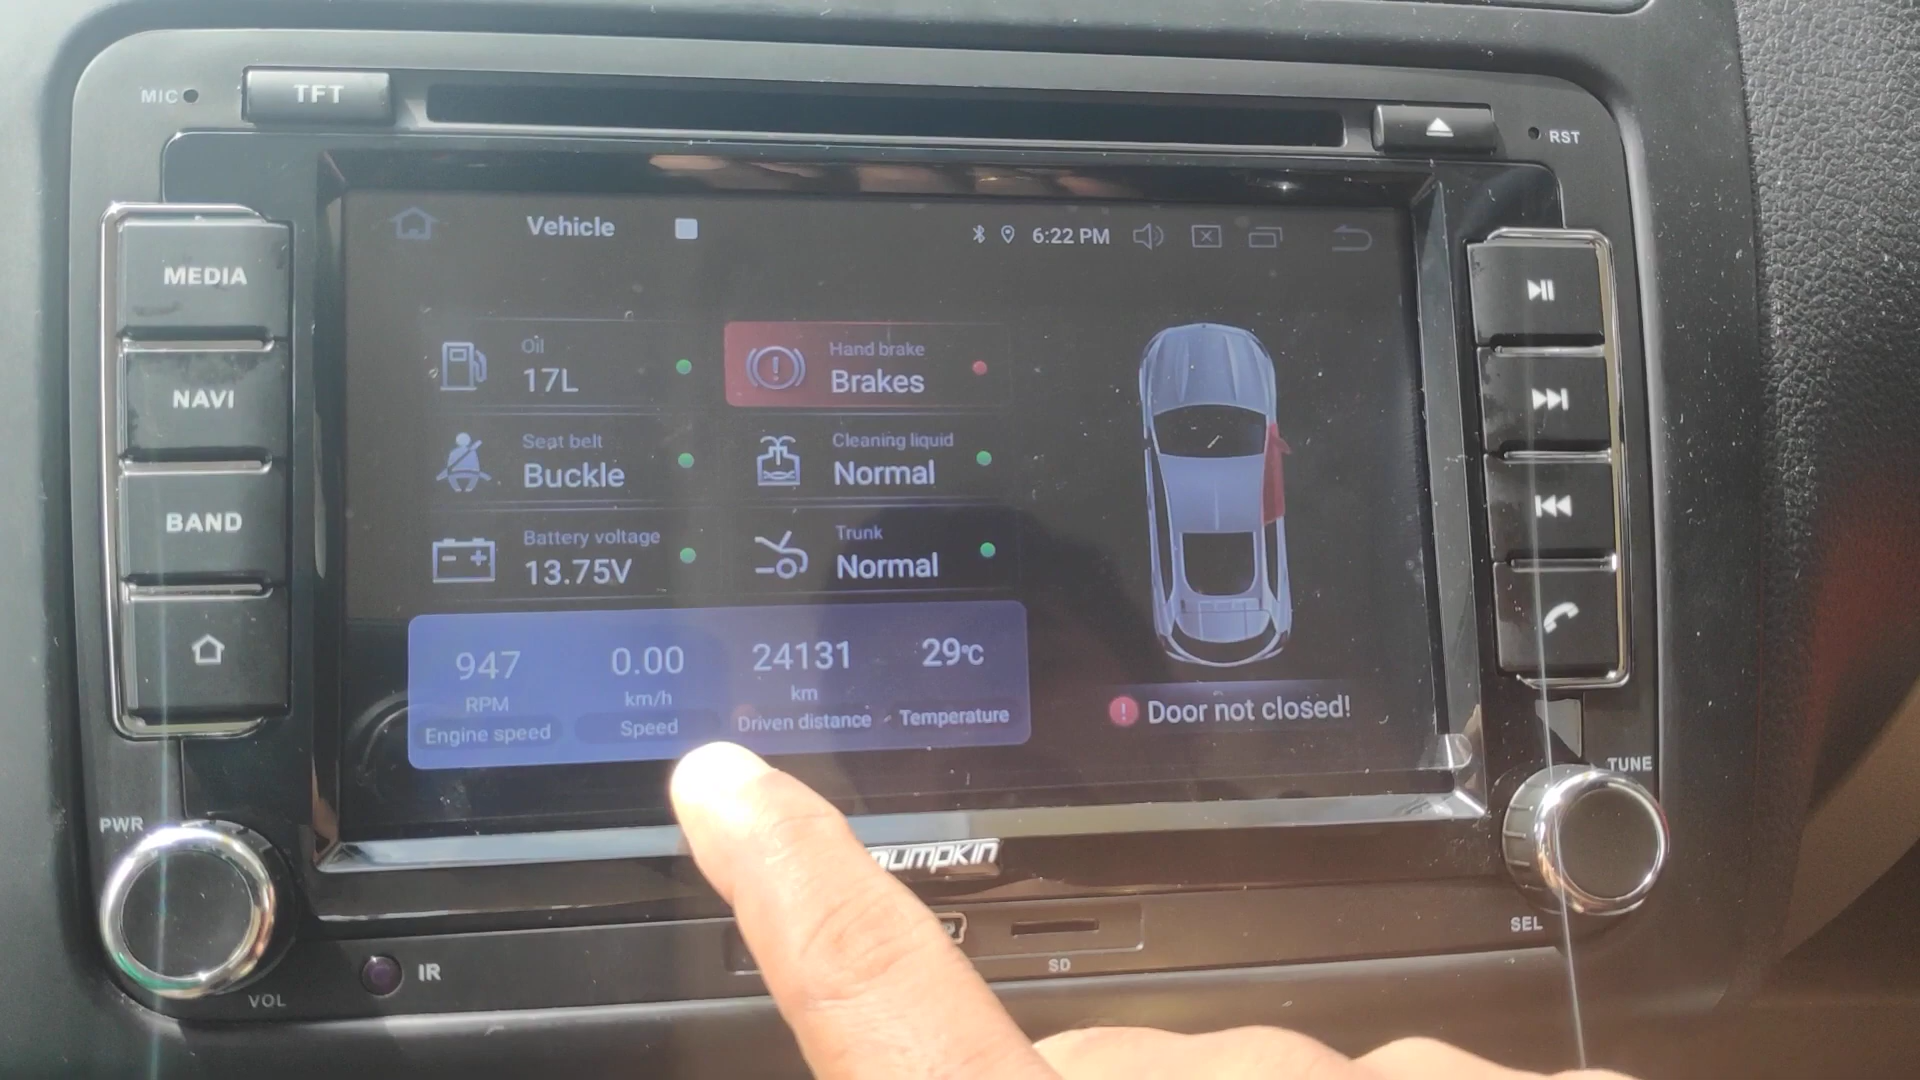 MIC
TFT
RST
MEDIA
NAVI
BAND
Vehicle
6:22 PM
Oil
17L
Hand brake
Brakes
Seat belt
Buckle
Cleaning liquid
Normal
Battery voltage
13.75V
Trunk
Normal
947
RPM
Engine speed
0.00
km/h
Speed
24131
km
Driven distance
29°C
Temperature
Door not closed!
PWR
VOL
IR
SD
TUNE
SEL